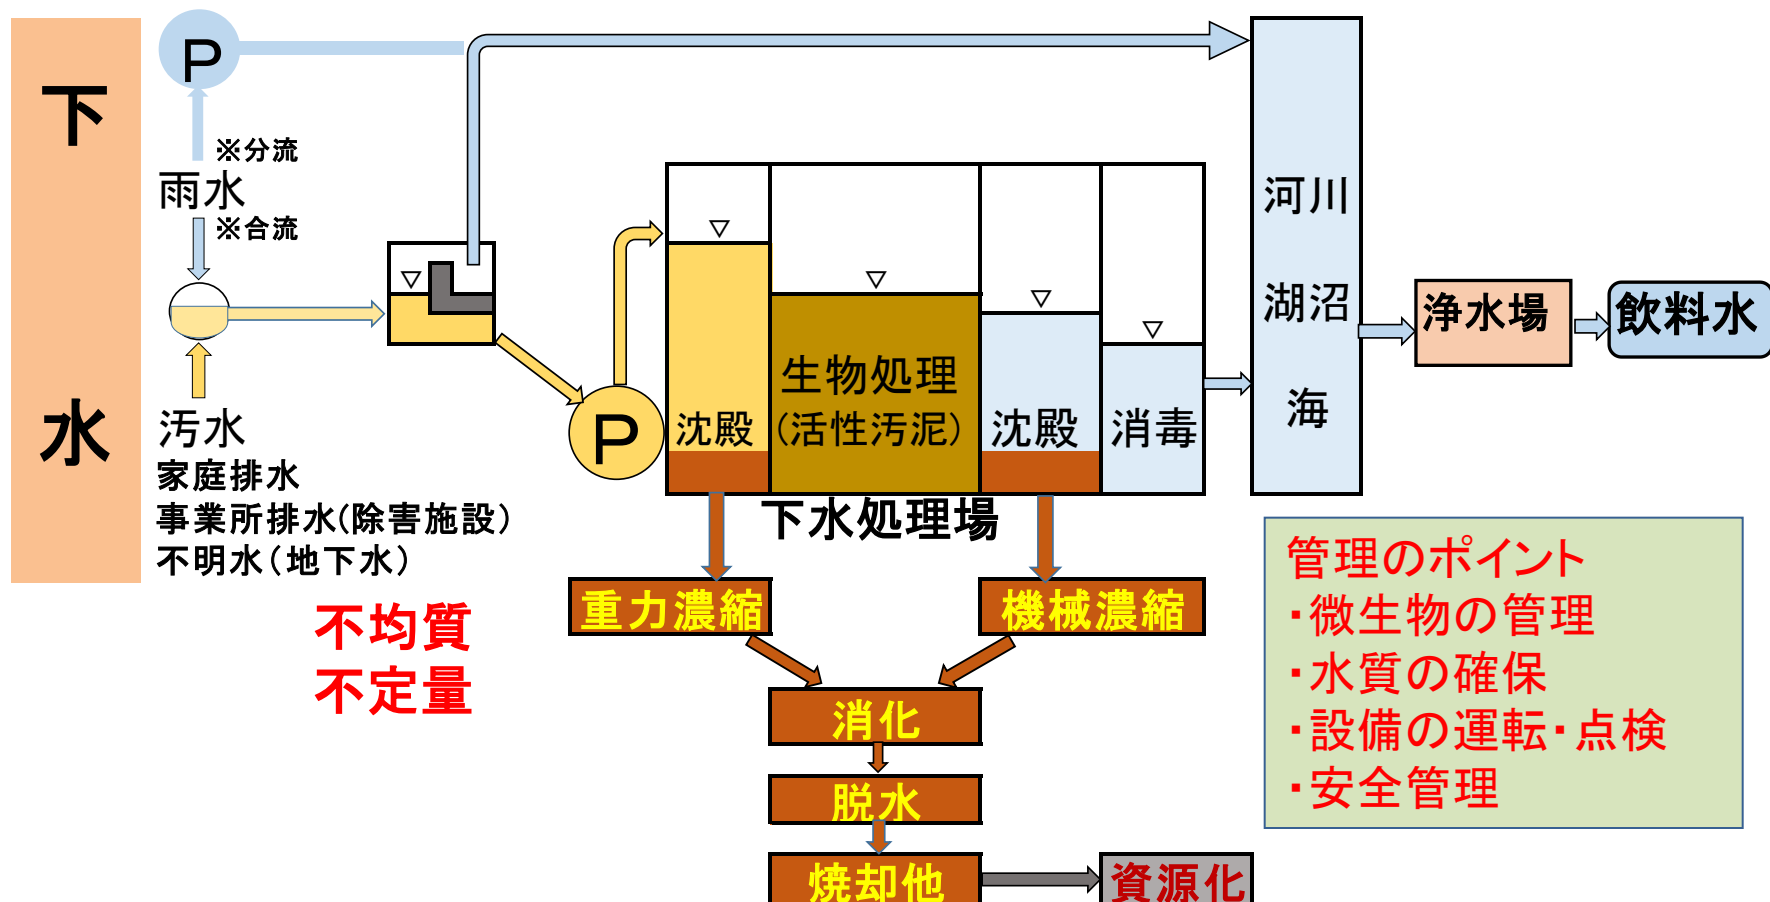 下
水
P
※分流
雨水
※合流
汚水
家庭排水
事業所排水(除害施設)
不明水(地下水)
不均質
不定量
P
沈殿
生物処理
(活性汚泥)
沈殿
消毒
下水処理場
重力濃縮
機械濃縮
消化
脱水
焼却他
資源化
河川
湖沼
海
浄水場
飲料水
管理のポイント
・微生物の管理
・水質の確保
・設備の運転・点検
・安全管理